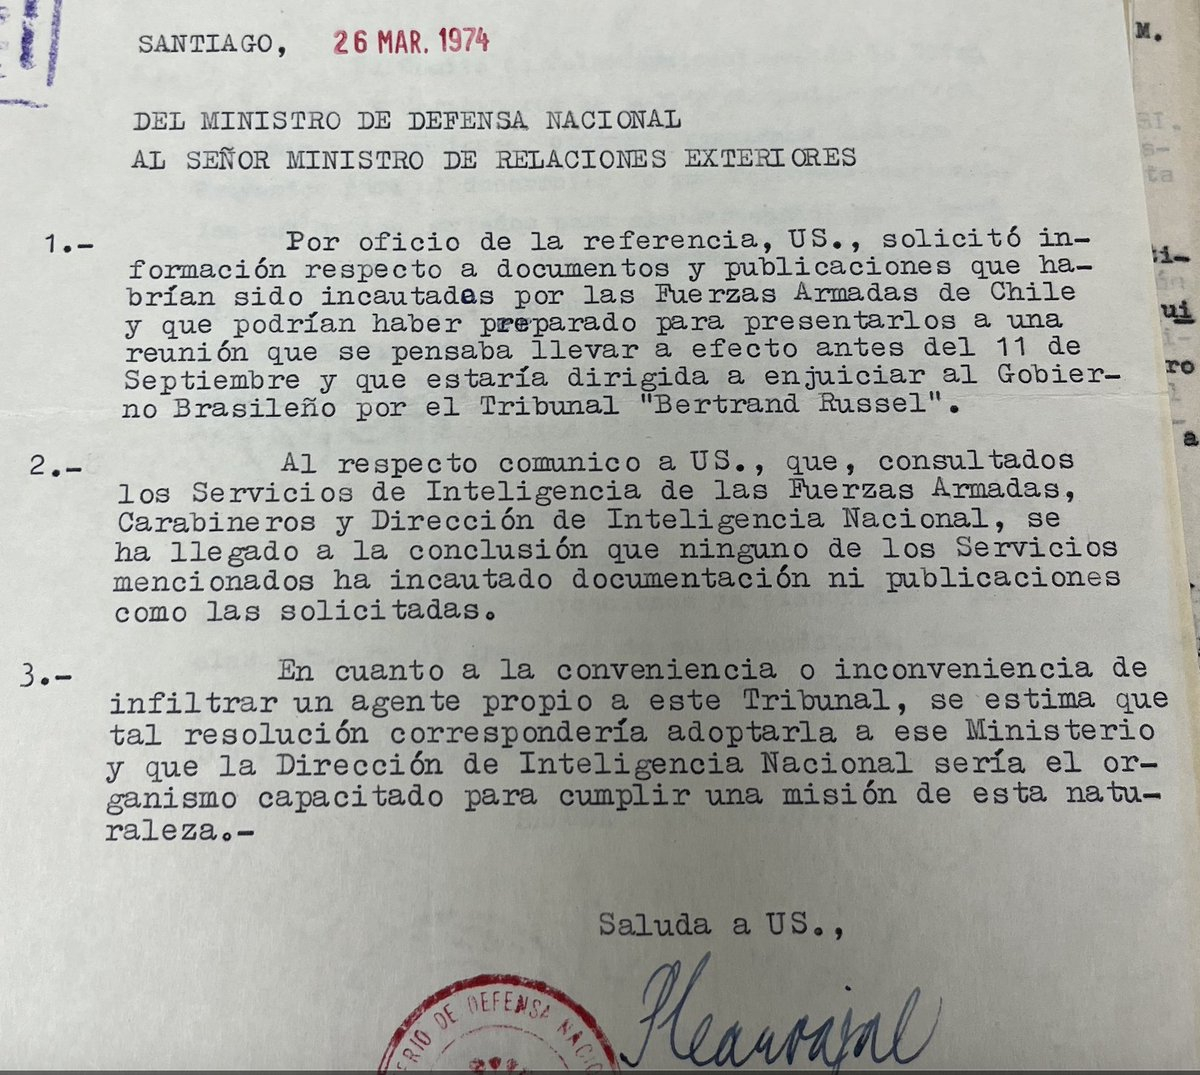 SANTIAGO, 26 MAR. 1974
DEL MINISTRO DE DEFENSA NACIONAL
AL SEÑOR MINISTRO DE RELACIONES EXTERIORES
1.- Por oficio de la referencia, US., solicitó in-
formación respecto a documentos y publicaciones que ha-
brían sido incautadas por las Fuerzas Armadas de Chile
y que podrían haber preparado para presentarlos a una
reunión que se pensaba llevar a efecto antes del 11 de
Septiembre y que estaría dirigida a enjuiciar al Gobier-
no Brasileño por el Tribunal "Bertrand Russel".
2.- Al respecto comunico a US., que, consultados
los Servicios de Inteligencia de las Fuerzas Armadas,
Carabineros y Dirección de Inteligencia Nacional, se
ha llegado a la conclusión que ninguno de los Servicios
mencionados ha incautado documentación ni publicaciones
como las solicitadas.
3.- En cuanto a la conveniencia o inconveniencia de
infiltrar un agente propio a este Tribunal, se estima que
tal resolución correspondería adoptarla a ese Ministerio
y que la Dirección de Inteligencia Nacional sería el or-
ganismo capacitado para cumplir una misión de esta natu-
raleza.-
Saluda a US.,
ERIO DE DEFENSA NACIO
M.
ta
ui
ro
a